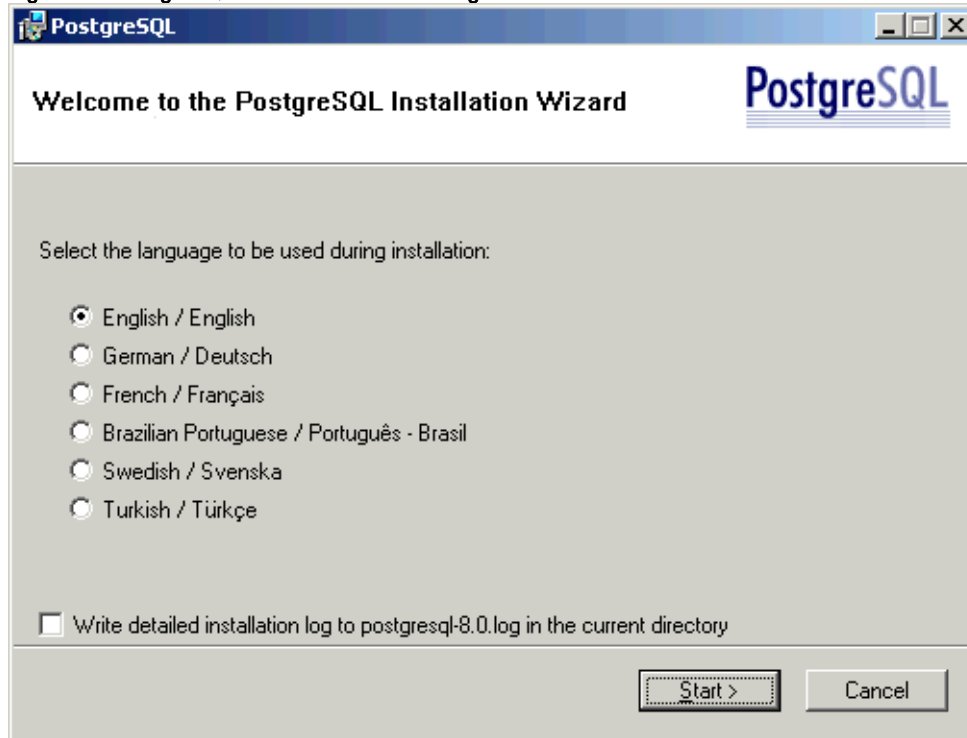 PostgreSQL
Welcome to the PostgreSQL Installation Wizard
PostgreSQL
Select the language to be used during installation:
English / English
German / Deutsch
French / Français
Brazilian Portuguese / Português - Brasil
Swedish / Svenska
Turkish / Türkçe
Write detailed installation log to postgresql-8.0.log in the current directory
Start >
Cancel